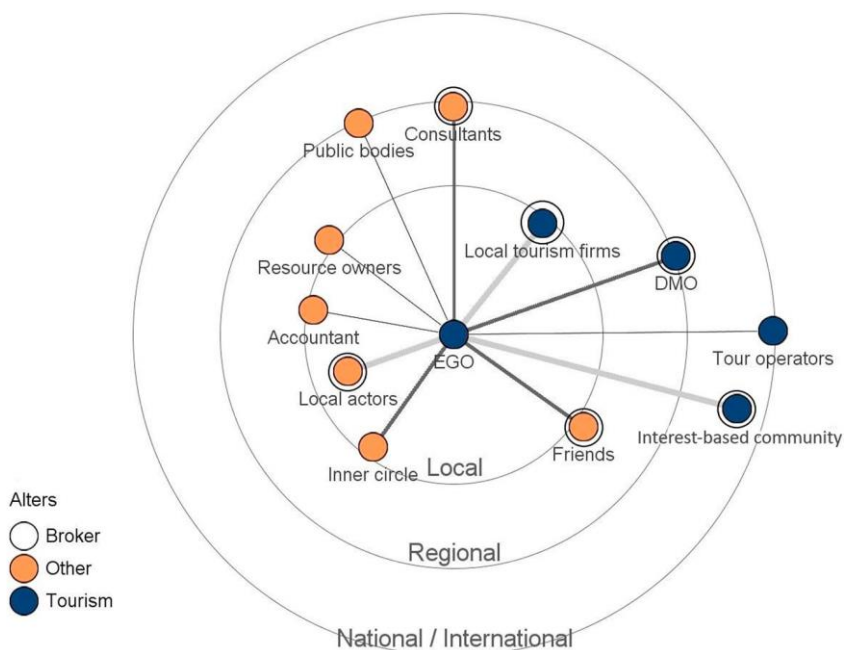 Consultants
Public bodies
Local tourism firms
Resource owners
DMO
Accountant
EGO
Tour operators
Local actors
Interest-based community
Friends
Inner circle
Local
Alters
Broker
Regional
Other
Tourism
National / International